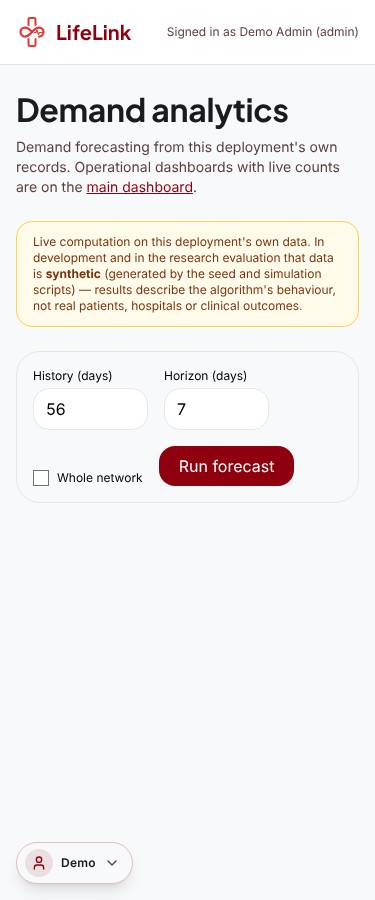 LifeLink
Signed in as Demo Admin (admin)
Demand analytics
Demand forecasting from this deployment's own
records. Operational dashboards with live counts
are on the main dashboard.
Live computation on this deployment's own data. In
development and in the research evaluation that data
is synthetic (generated by the seed and simulation
scripts) — results describe the algorithm's behaviour,
not real patients, hospitals or clinical outcomes.
History (days)
Horizon (days)
56
7
Whole network
Run forecast
Demo